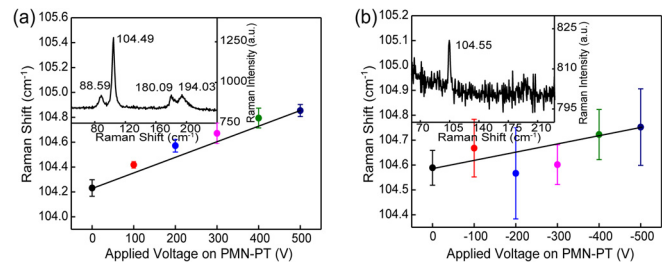 (a)
Raman Shift (cm-1)
105.6
105.4
105.2
105.0
104.8
104.6
104.4
104.2
104.0
0 100 200 300 400 500
Applied Voltage on PMN-PT (V)
104.49
88.59
180.09
194.03
80 120 160 200
Raman Shift (cm-1)
1250
1000
750
Raman Intensity (a.u.)
(b)
Raman Shift (cm-1)
105.2
105.1
105.0
104.9
104.8
104.7
104.6
104.5
104.4
0 -100 -200 -300 -400 -500
Applied Voltage on PMN-PT (V)
104.55
70 105 140 175 210
Raman Shift (cm-1)
825
810
795
Raman Intensity (a.u.)